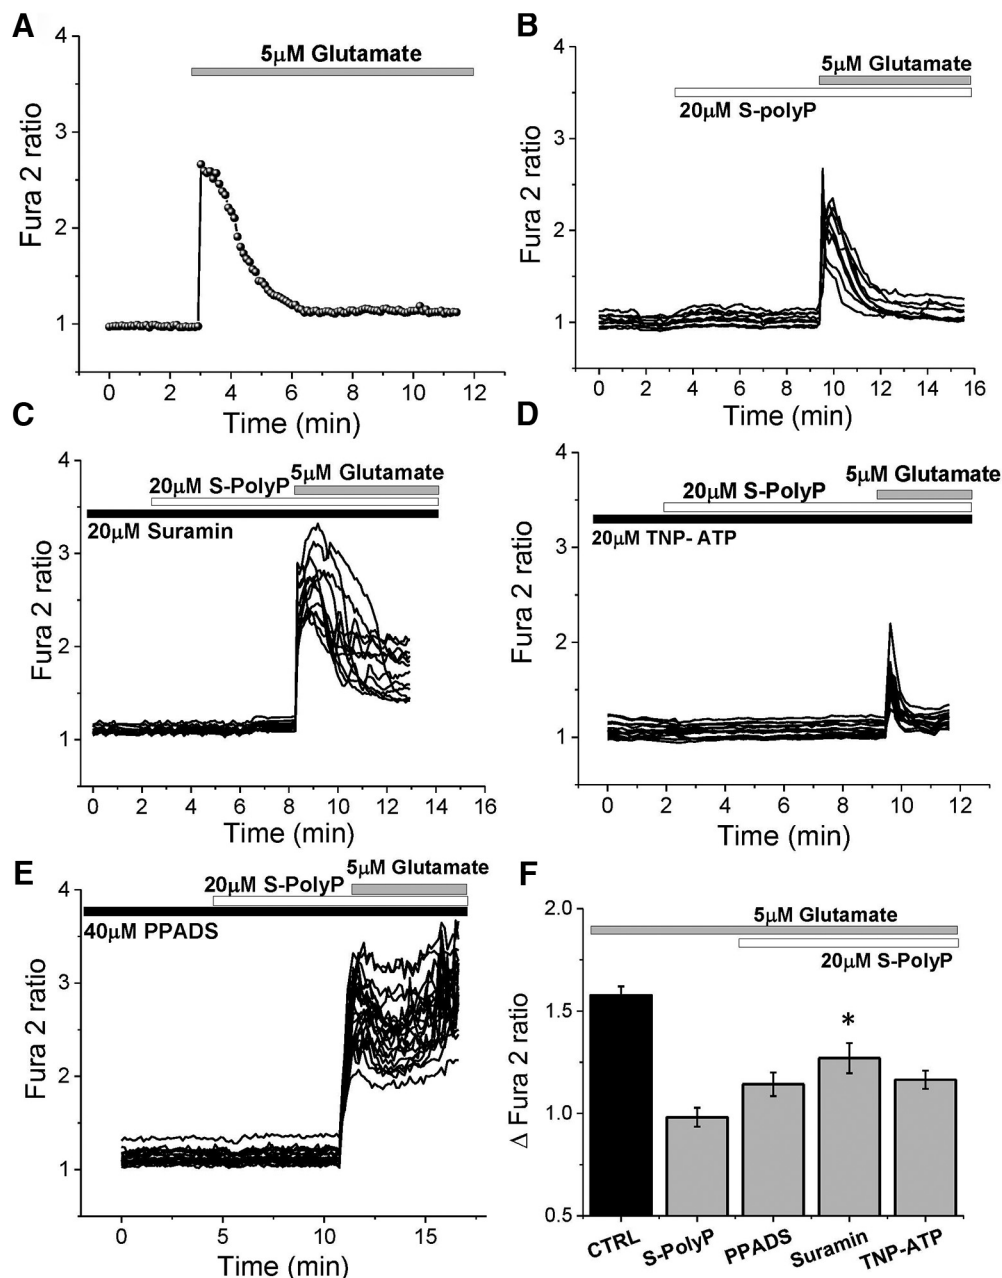 A
5μM Glutamate
Fura 2 ratio
4
3
2
1
0 2 4 6 8 10 12
Time (min)
B
5μM Glutamate
20μM S-polyP
Fura 2 ratio
4
3
2
1
0 2 4 6 8 10 12 14 16
Time (min)
C
20μM S-PolyP
5μM Glutamate
20μM Suramin
Fura 2 ratio
4
3
2
1
0 2 4 6 8 10 12 14 16
Time (min)
D
5μM Glutamate
20μM S-PolyP
20μM TNP- ATP
Fura 2 ratio
4
3
2
1
0 2 4 6 8 10 12
Time (min)
E
5μM Glutamate
20μM S-PolyP
40μM PPADS
Fura 2 ratio
4
3
2
1
0 5 10 15
Time (min)
F
5μM Glutamate
20μM S-PolyP
*
Δ Fura 2 ratio
2.0
1.5
1.0
0.5
CTRL S-PolyP PPADS Suramin TNP-ATP